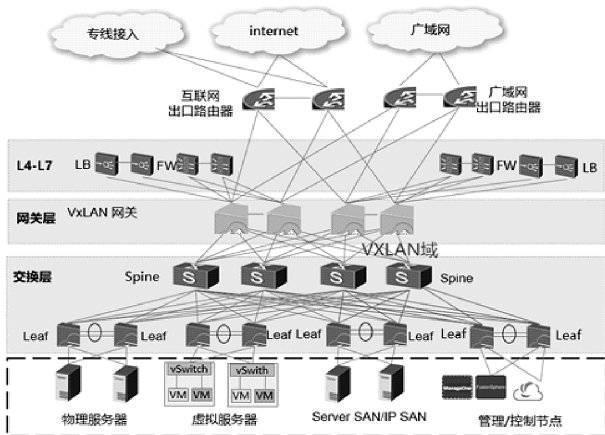 专线接入
internet
广域网
互联网
出口路由器
广域网
出口路由器
L4-L7
LB
FW
FW
LB
网关层
VxLAN 网关
VXLAN域
交换层
Spine
S
S
S
S
Spine
Leaf
Leaf
Leaf
Leaf
Leaf
Leaf
Leaf
Leaf
vSwitch
vSwith
VM
VM
VM
VM
ManageOne
FusionSphere
物理服务器
虚拟服务器
Server SAN/IP SAN
管理/控制节点